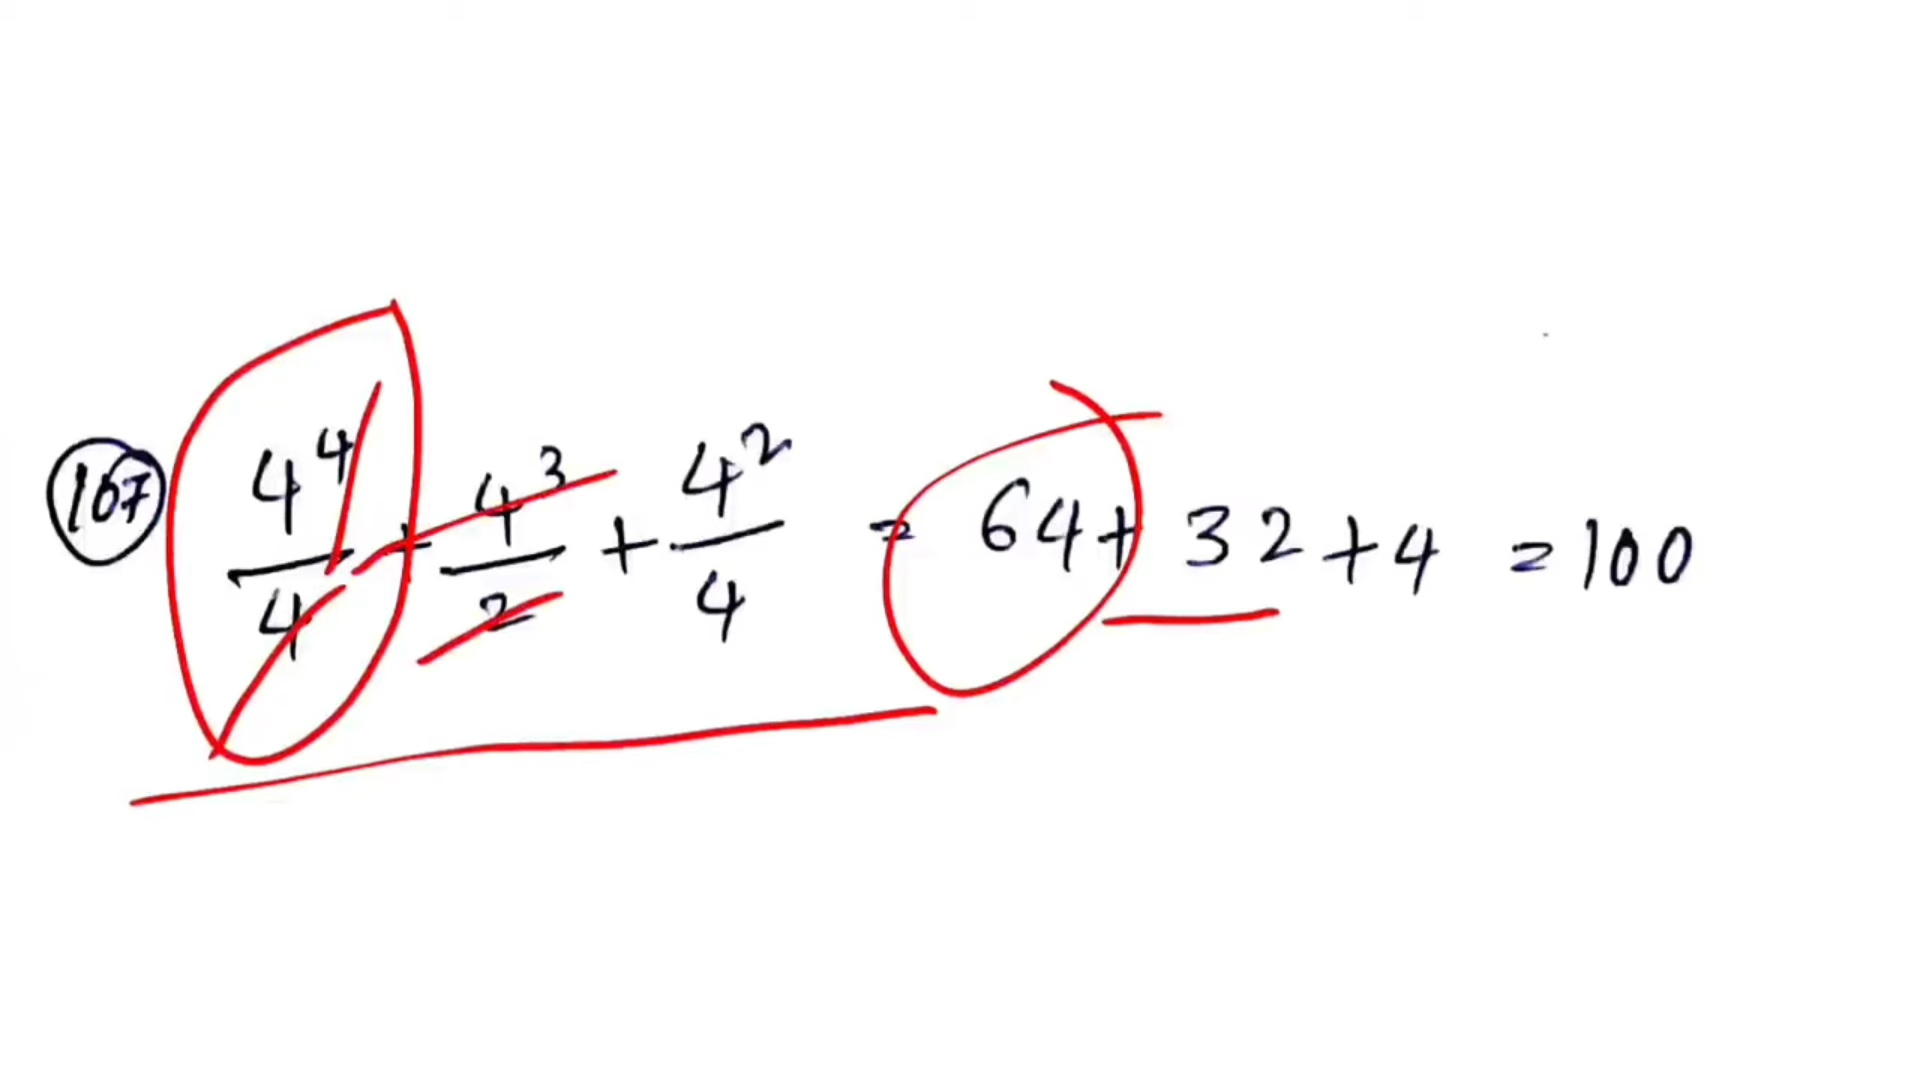 107 4^4/4 + 4^3/2 + 4^2/4 = 64 + 32 + 4 = 100